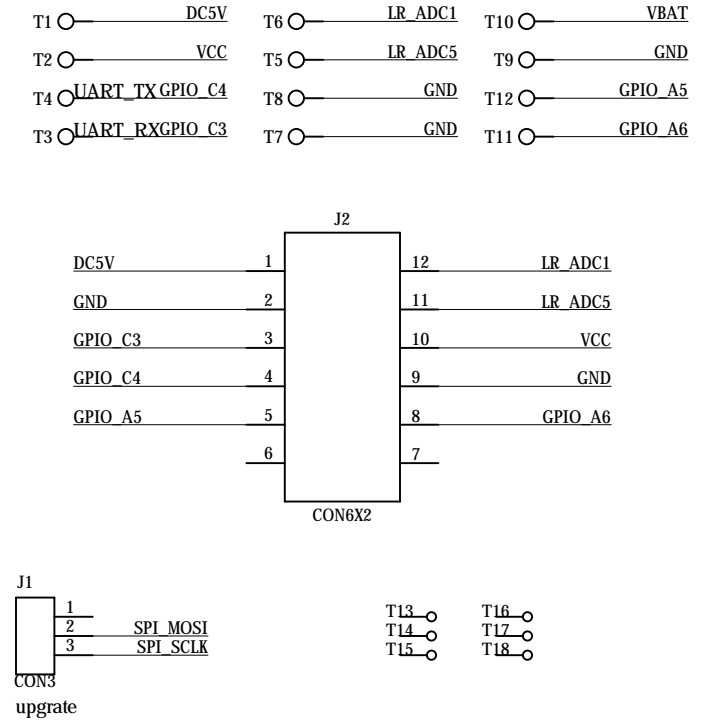 T1 DC5V T6 LR_ADC1 T10 VBAT
T2 VCC T5 LR_ADC5 T9 GND
T4 UART_TX GPIO_C4 T8 GND T12 GPIO_A5
T3 UART_RXGPIO_C3 T7 GND T11 GPIO_A6
J2
DC5V 1 12 LR_ADC1
GND 2 11 LR_ADC5
GPIO_C3 3 10 VCC
GPIO_C4 4 9 GND
GPIO_A5 5 8 GPIO_A6
6 7
CON6X2
J1
1
2 SPI_MOSI
3 SPI_SCLK
CON3
upgrate
T13 T16
T14 T17
T15 T18